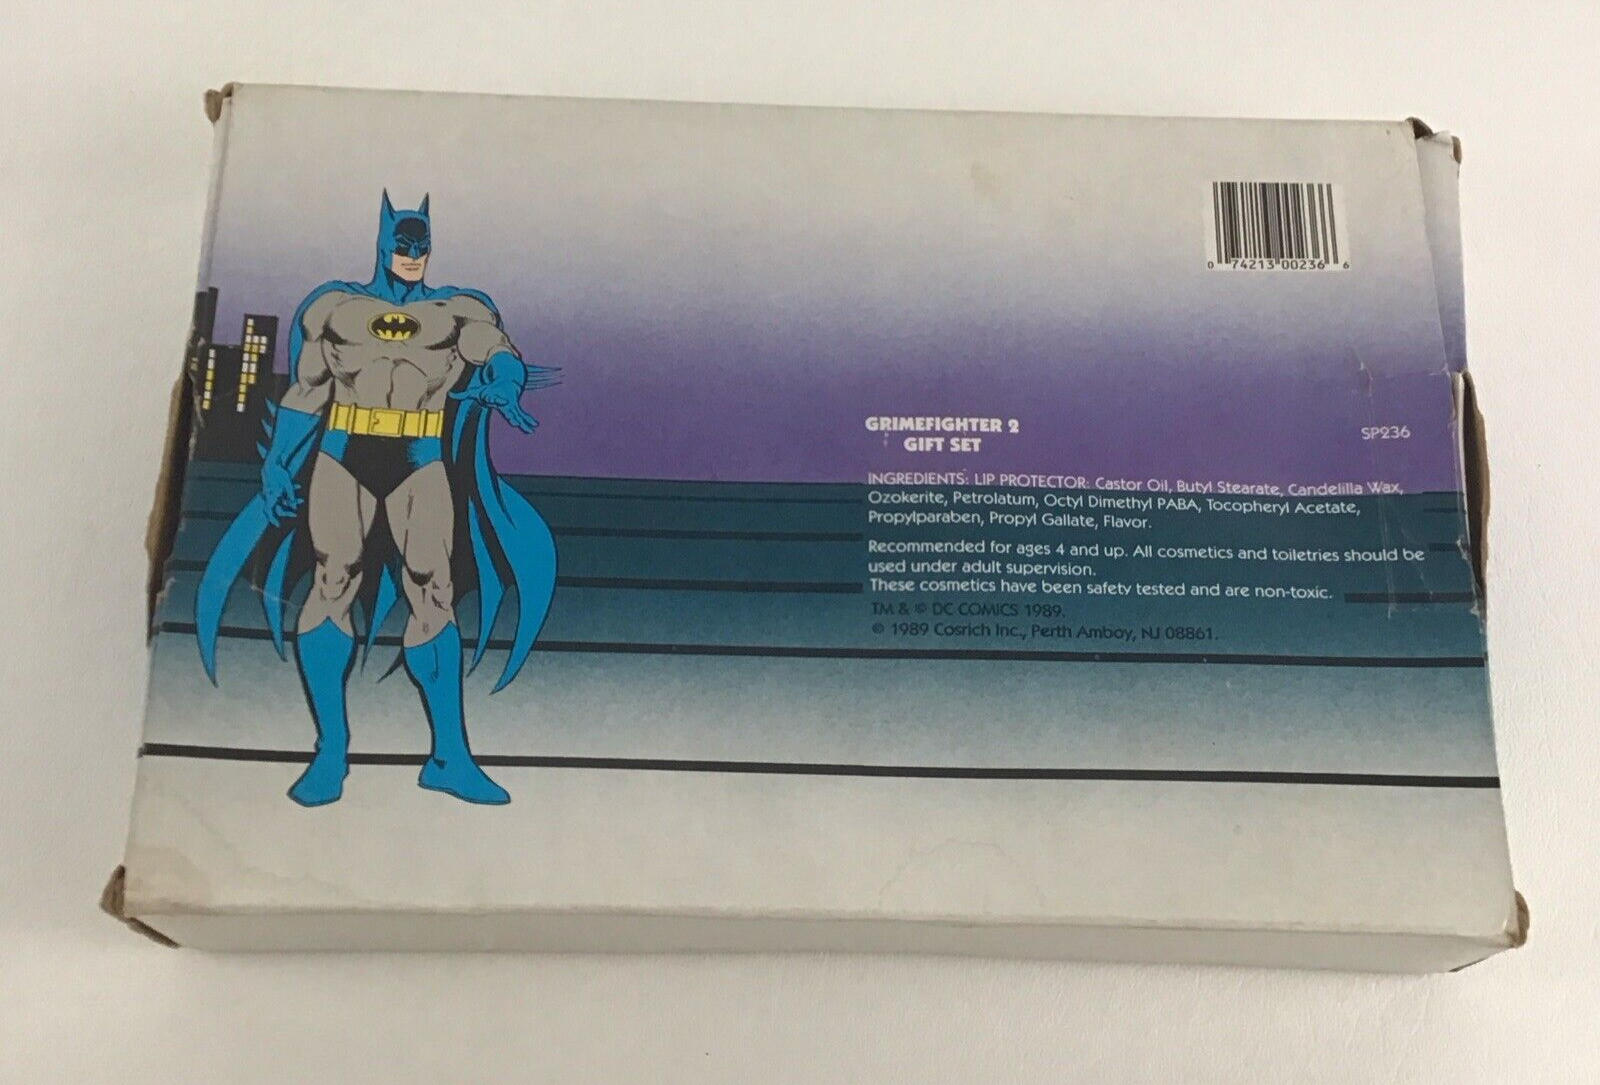 0 74213 00236 6
GRIMEFIGHTER 2
GIFT SET
SP236
INGREDIENTS: LIP PROTECTOR: Castor Oil, Butyl Stearate, Candelilla Wax,
Ozokerite, Petrolatum, Octyl Dimethyl PABA, Tocopheryl Acetate,
Propylparaben, Propyl Gallate, Flavor.
Recommended for ages 4 and up. All cosmetics and toiletries should be
used under adult supervision.
These cosmetics have been safety tested and are non-toxic.
TM & © DC COMICS 1989.
© 1989 Cosrich Inc., Perth Amboy, NJ 08861.